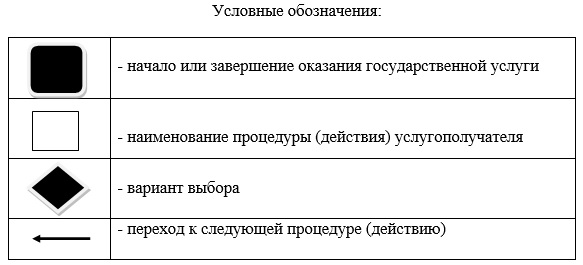 Условные обозначения:
- начало или завершение оказания государственной услуги
- наименование процедуры (действия) услугополучателя
- вариант выбора
- переход к следующей процедуре (действию)